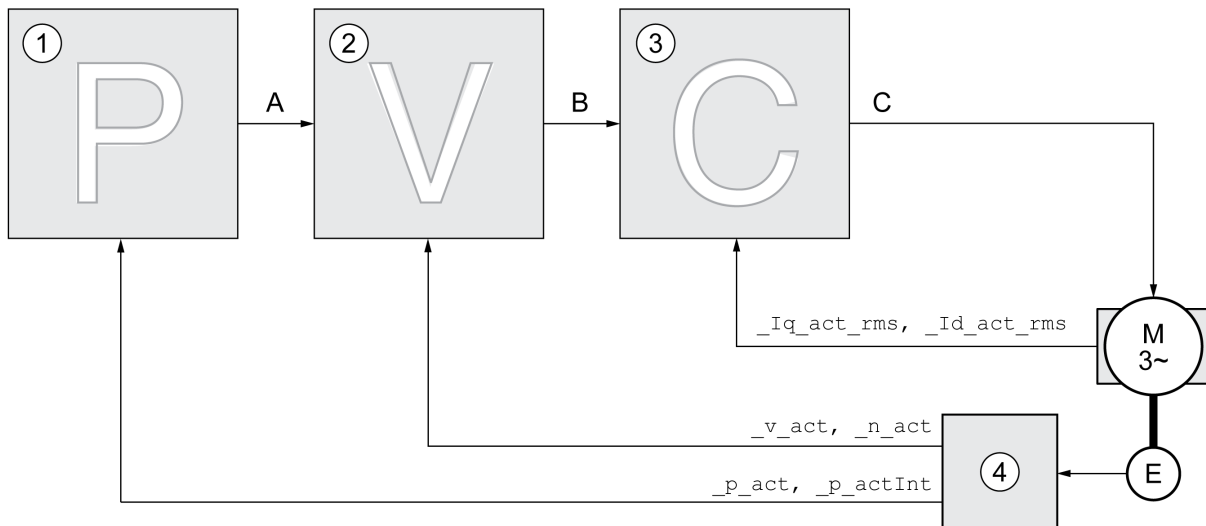 1
P
A
2
V
B
3
C
C
_Iq_act_rms, _Id_act_rms
M
3~
_v_act, _n_act
_p_act, _p_actInt
4
E